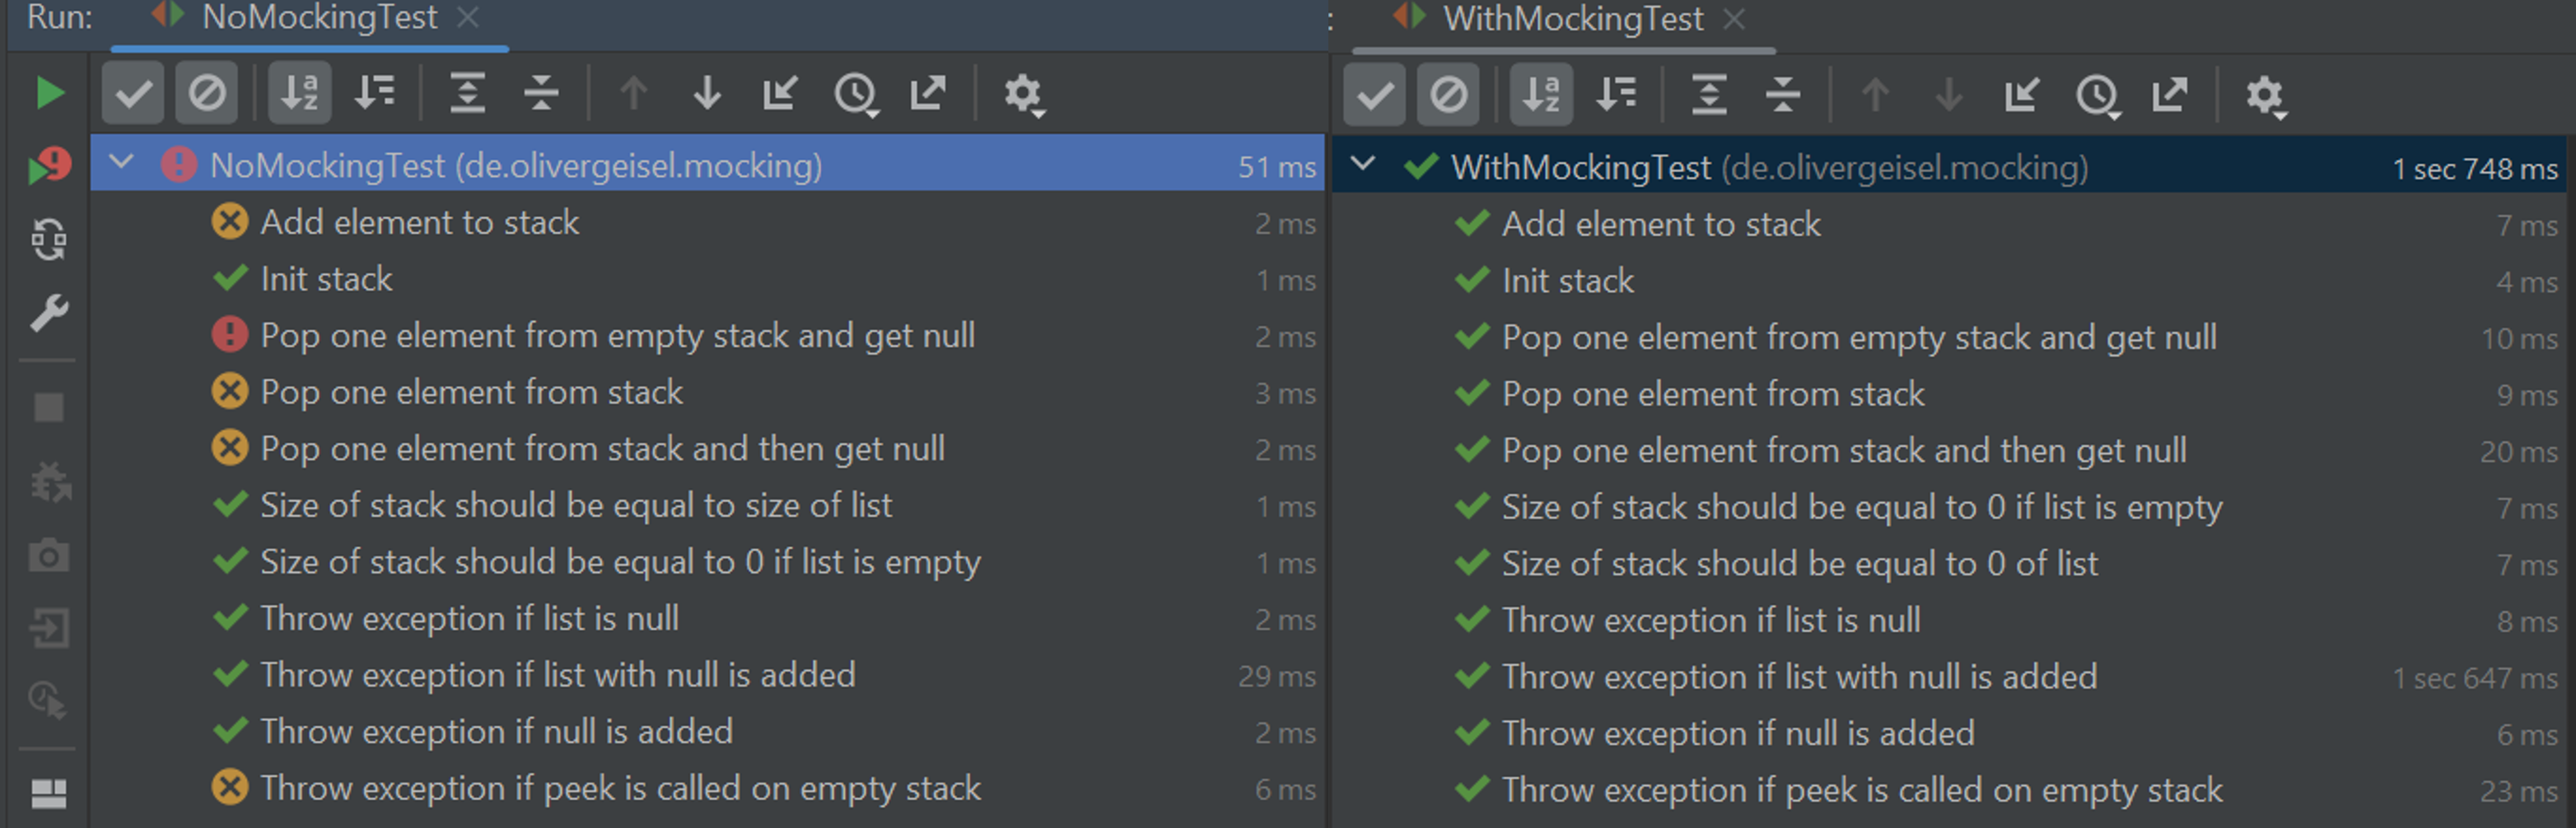 Run: NoMockingTest
NoMockingTest (de.olivergeisel.mocking) 51 ms
Add element to stack 2 ms
Init stack 1 ms
Pop one element from empty stack and get null 2 ms
Pop one element from stack 3 ms
Pop one element from stack and then get null 2 ms
Size of stack should be equal to size of list 1 ms
Size of stack should be equal to 0 if list is empty 1 ms
Throw exception if list is null 2 ms
Throw exception if list with null is added 29 ms
Throw exception if null is added 2 ms
Throw exception if peek is called on empty stack 6 ms
: WithMockingTest
WithMockingTest (de.olivergeisel.mocking) 1 sec 748 ms
Add element to stack 7 ms
Init stack 4 ms
Pop one element from empty stack and get null 10 ms
Pop one element from stack 9 ms
Pop one element from stack and then get null 20 ms
Size of stack should be equal to 0 if list is empty 7 ms
Size of stack should be equal to 0 of list 7 ms
Throw exception if list is null 8 ms
Throw exception if list with null is added 1 sec 647 ms
Throw exception if null is added 6 ms
Throw exception if peek is called on empty stack 23 ms